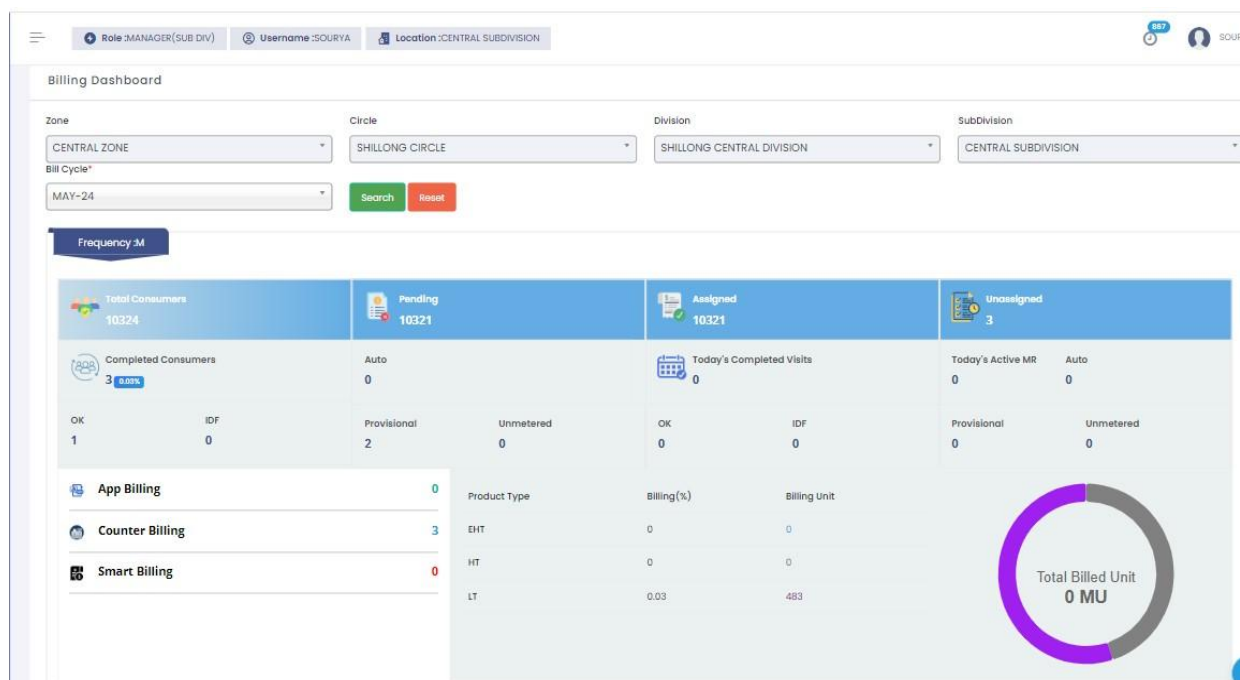 Role :MANAGER(SUB DIV) Username :SOURYA Location :CENTRAL SUBDIVISION 867
Billing Dashboard
Zone Circle Division SubDivision
CENTRAL ZONE SHILLONG CIRCLE SHILLONG CENTRAL DIVISION CENTRAL SUBDIVISION
Bill Cycle*
MAY-24 Search Reset
Frequency :M
Total Consumers Pending Assigned Unassigned
10324 10321 10321 3
Completed Consumers Auto Today's Completed Visits Today's Active MR Auto
3 0.03% 0 0 0 0
OK IDF Provisional Unmetered OK IDF Provisional Unmetered
1 0 2 0 0 0 0 0
App Billing 0
Counter Billing 3
Smart Billing 0
Product Type Billing(%) Billing Unit
EHT 0 0
HT 0 0
LT 0.03 483
Total Billed Unit
0 MU